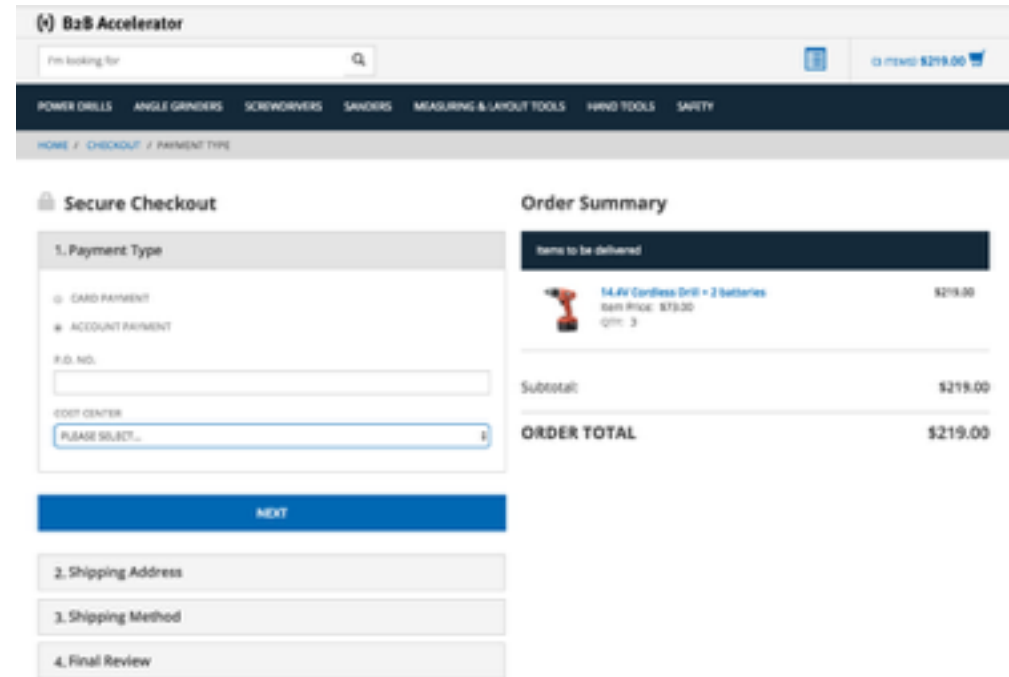 B2B Accelerator
I'm looking for
(3 ITEMS) $219.00
POWER DRILLS ANGLE GRINDERS SCREWDRIVERS SANDERS MEASURING & LAYOUT TOOLS HAND TOOLS SAFETY
HOME / CHECKOUT / PAYMENT TYPE
Secure Checkout
1. Payment Type
CARD PAYMENT
ACCOUNT PAYMENT
P.O. NO.
COST CENTER
PLEASE SELECT...
NEXT
2. Shipping Address
3. Shipping Method
4. Final Review
Order Summary
Items to be delivered
14.4V Cordless Drill + 2 batteries $219.00
Item Price: $73.00
QTY: 3
Subtotal: $219.00
ORDER TOTAL $219.00